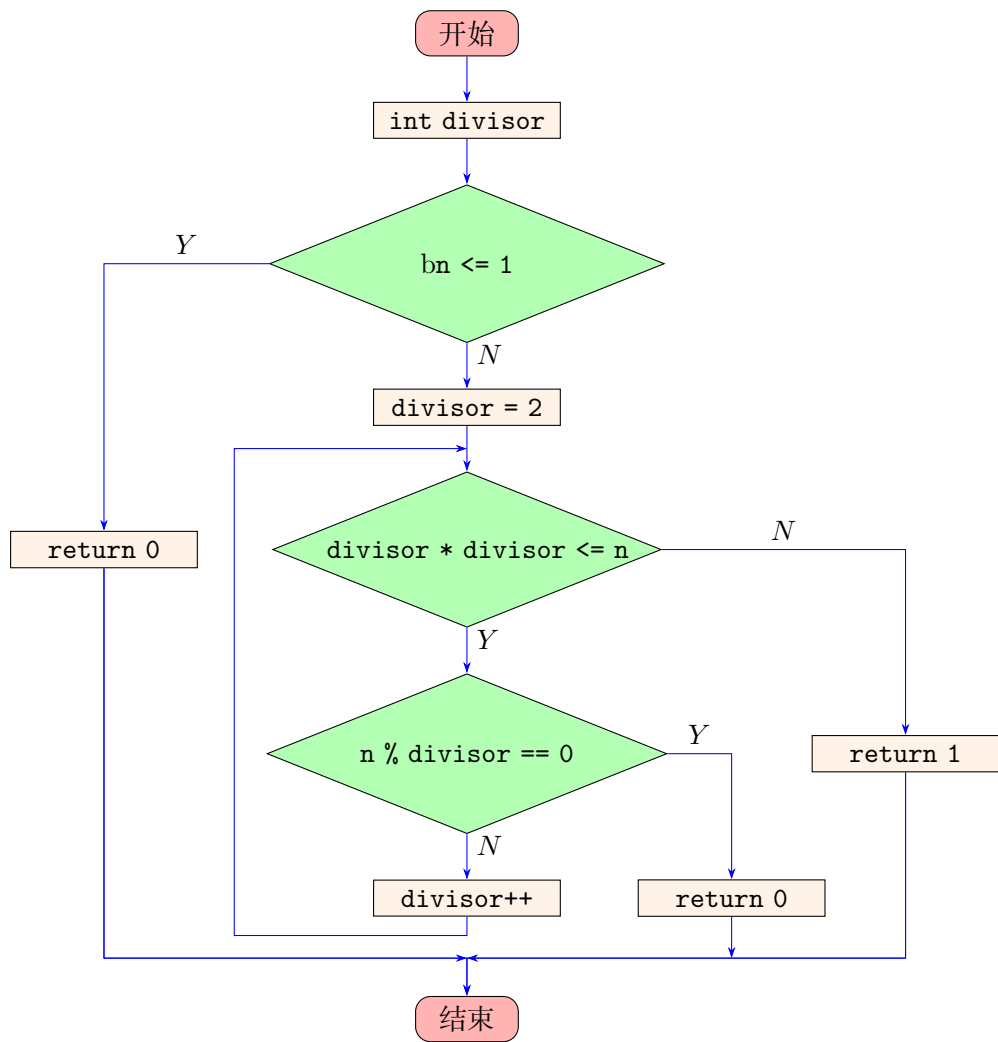 开始
int divisor
Y
bn <= 1
N
divisor = 2
return 0
divisor * divisor <= n
N
Y
n % divisor == 0
Y
return 1
N
divisor++
return 0
结束